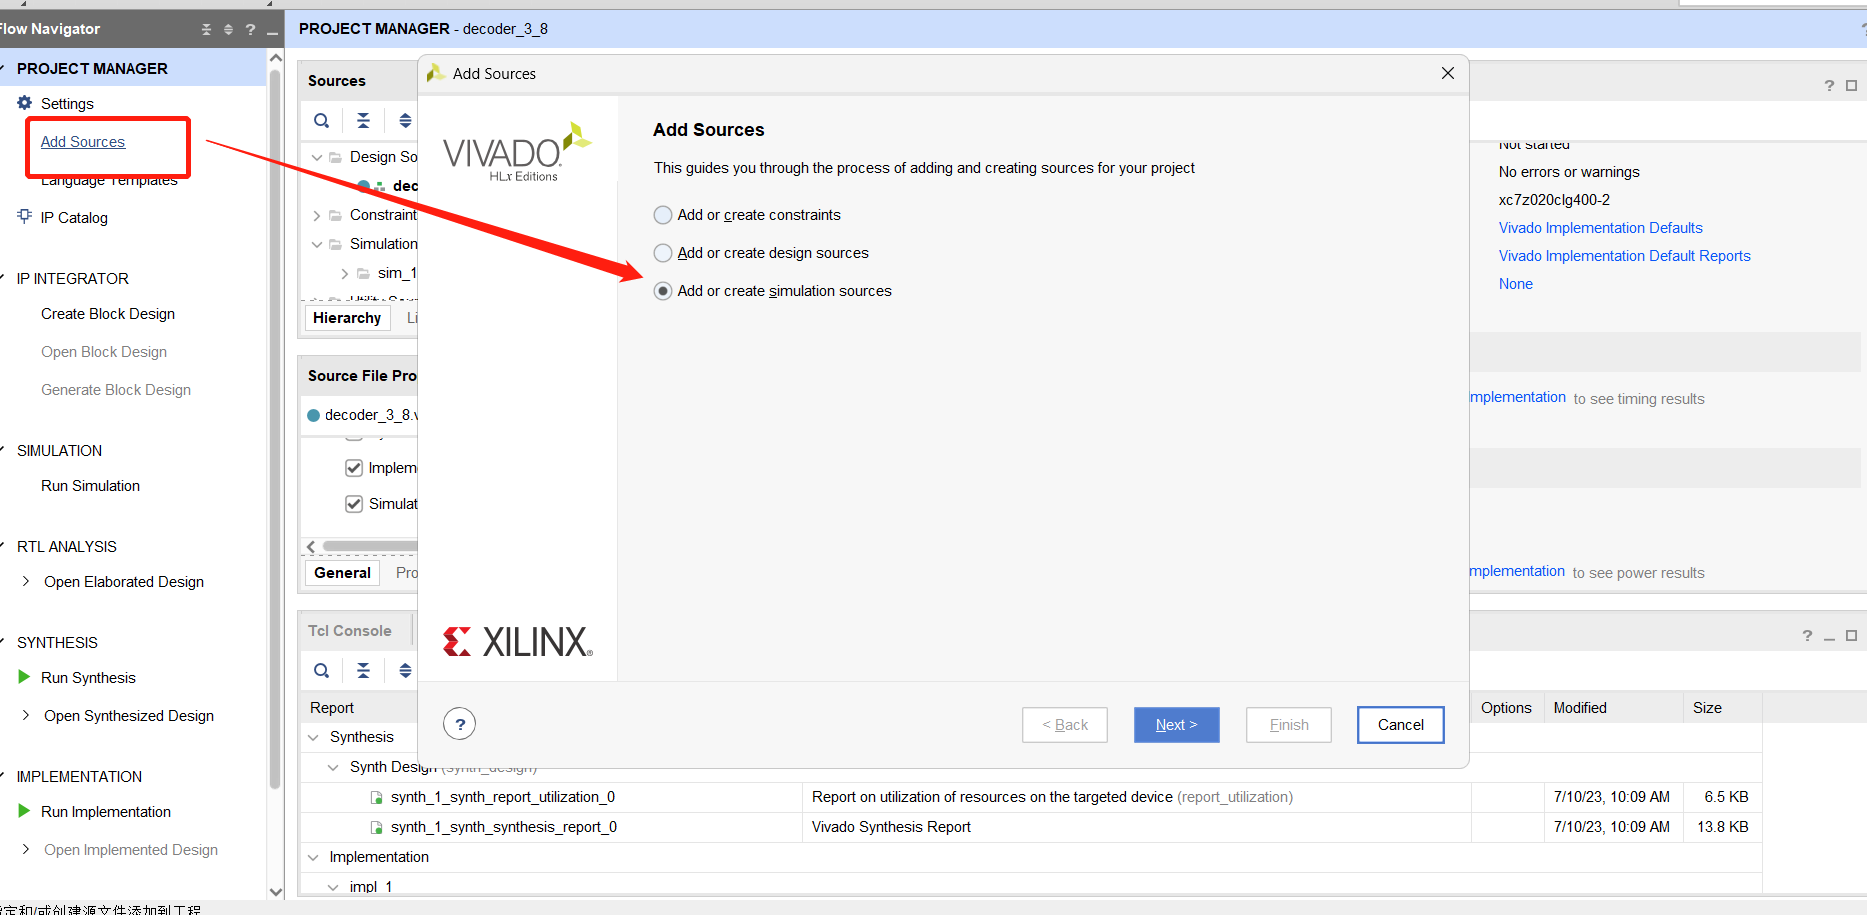 Flow Navigator
PROJECT MANAGER
Settings
Add Sources
Language Templates
IP Catalog
IP INTEGRATOR
Create Block Design
Open Block Design
Generate Block Design
SIMULATION
Run Simulation
RTL ANALYSIS
Open Elaborated Design
SYNTHESIS
Run Synthesis
Open Synthesized Design
IMPLEMENTATION
Run Implementation
Open Implemented Design
定和/或创建源文件添加到工程
PROJECT MANAGER - decoder_3_8
Sources
Design So
dec
Constraint
Simulation
sim_1
Hierarchy
Li
Source File Pro
decoder_3_8.v
Implem
Simulat
General
Pro
Tcl Console
Add Sources
VIVADO.
HLx Editions
XILINX
Add Sources
This guides you through the process of adding and creating sources for your project
Add or create constraints
Add or create design sources
Add or create simulation sources
?
< Back
Next >
Finish
Cancel
Not started
No errors or warnings
xc7z020clg400-2
Vivado Implementation Defaults
Vivado Implementation Default Reports
None
mplementation to see timing results
mplementation to see power results
Report
Options
Modified
Size
Synthesis
Synth Design (synth_design)
synth_1_synth_report_utilization_0
Report on utilization of resources on the targeted device (report_utilization)
7/10/23, 10:09 AM
6.5 KB
synth_1_synth_synthesis_report_0
Vivado Synthesis Report
7/10/23, 10:09 AM
13.8 KB
Implementation
impl_1